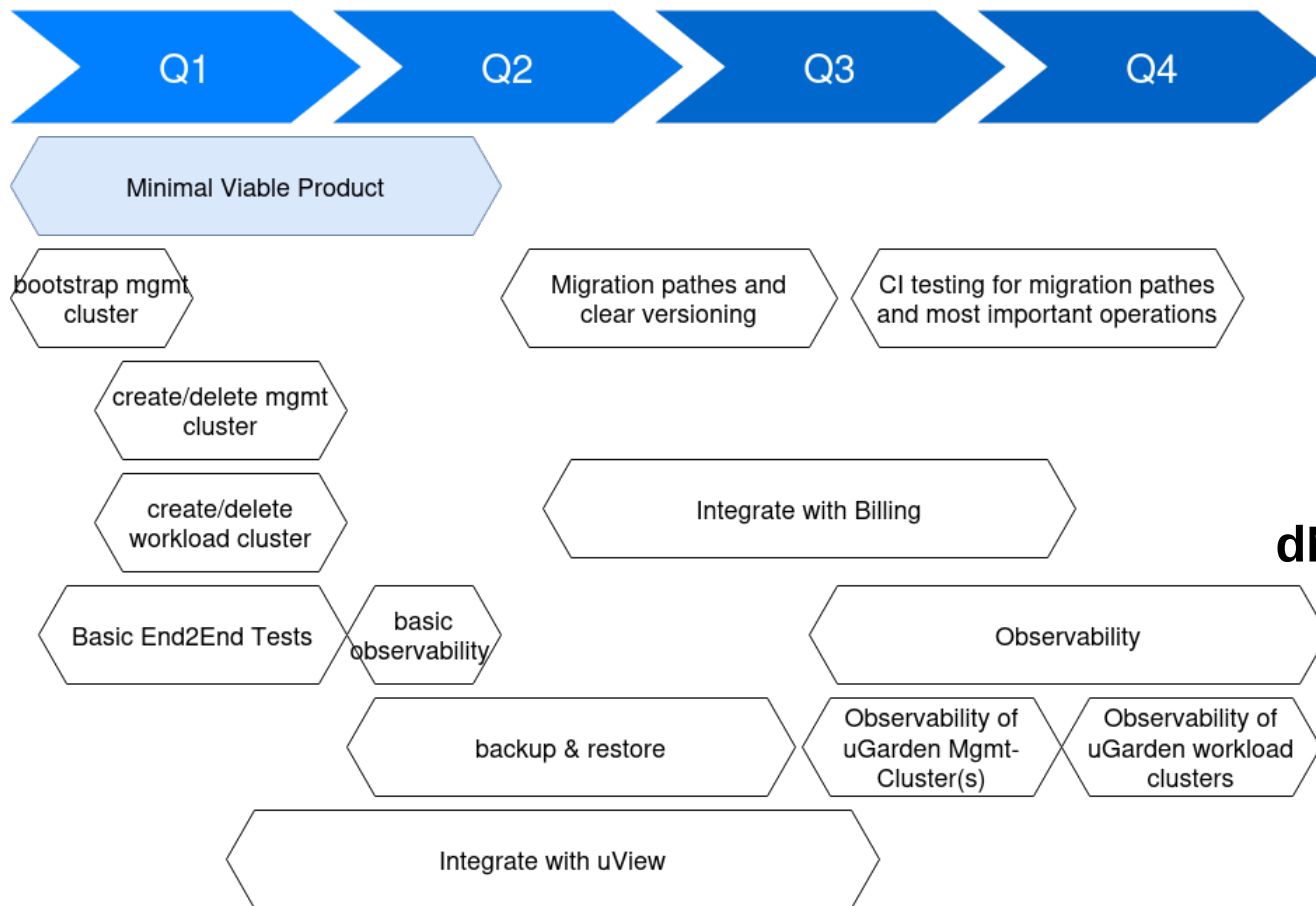 Q1
Q2
Q3
Q4
Minimal Viable Product
bootstrap mgmt
cluster
Migration pathes and
clear versioning
CI testing for migration pathes
and most important operations
create/delete mgmt
cluster
create/delete
workload cluster
Integrate with Billing
Basic End2End Tests
basic
observability
Observability
backup & restore
Observability of
uGarden Mgmt-
Cluster(s)
Observability of
uGarden workload
clusters
Integrate with uView